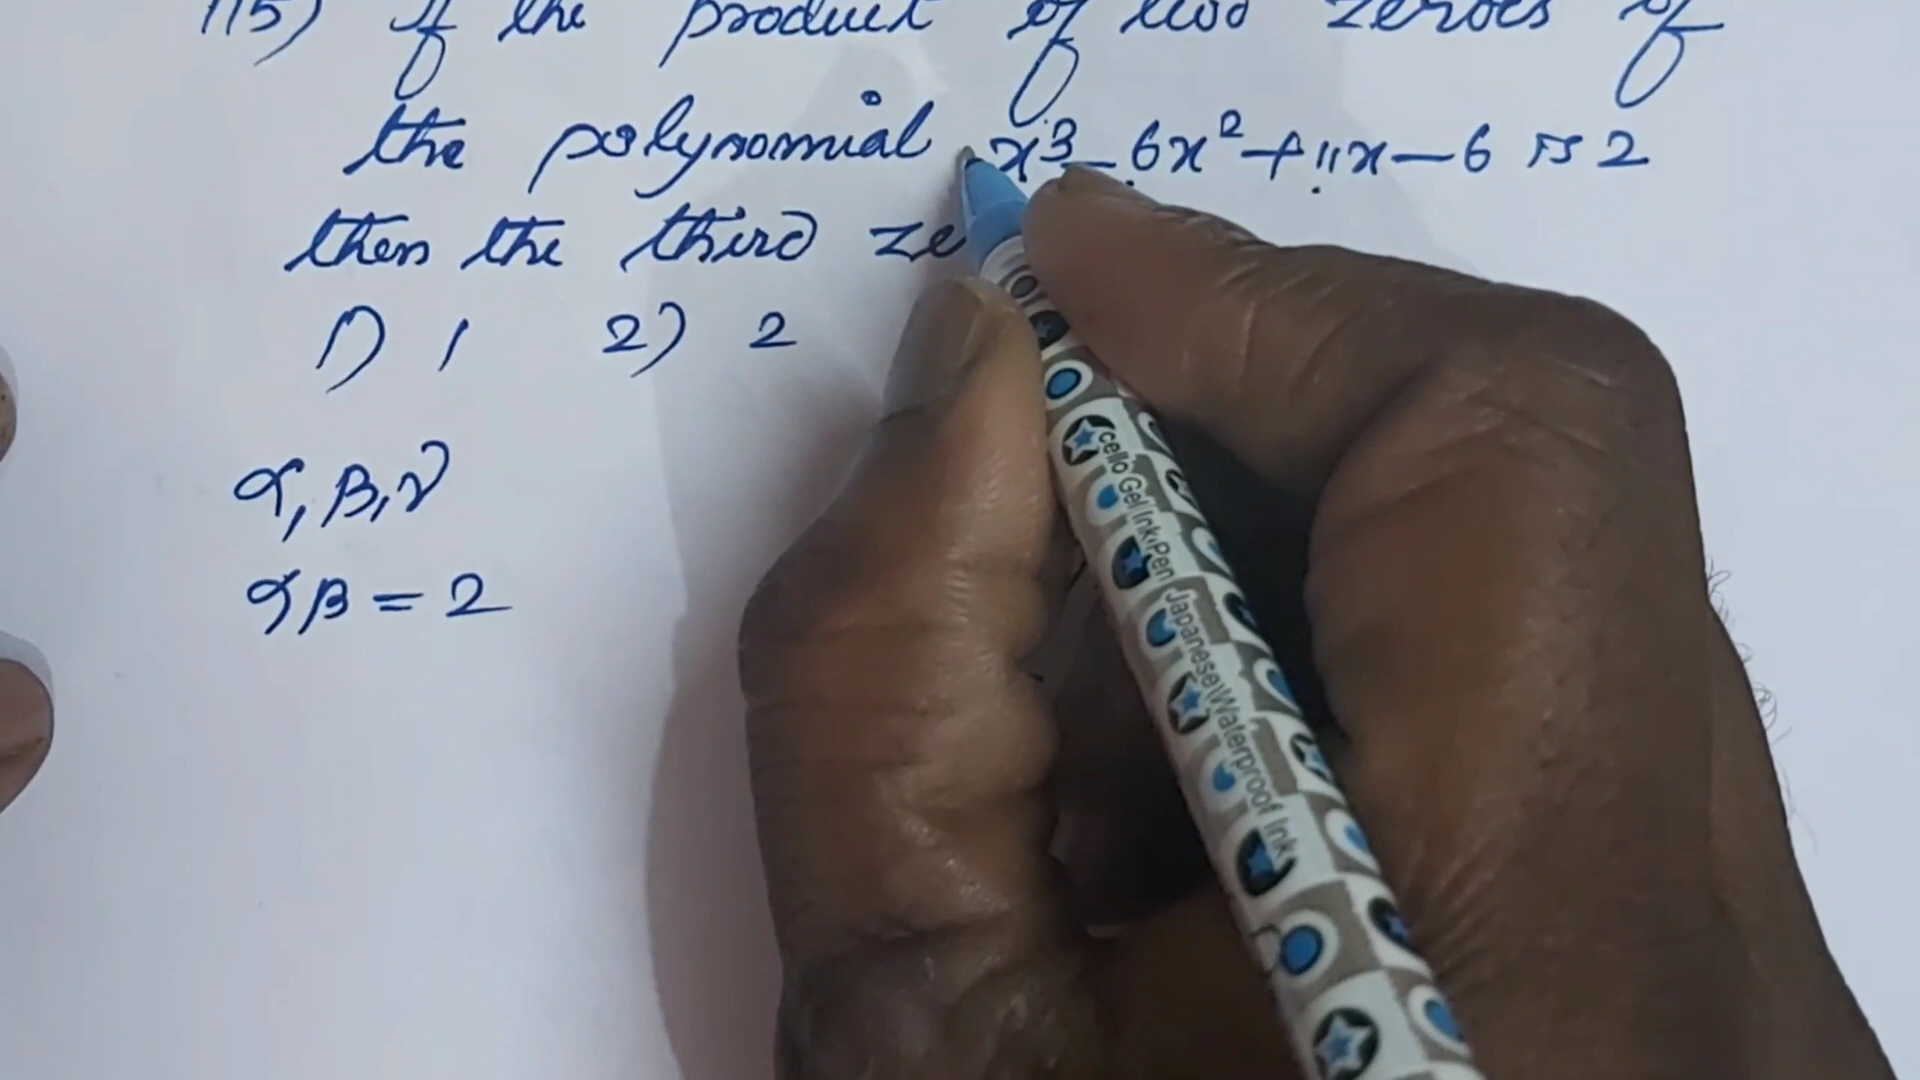 115) If the product of two zeroes of
the polynomial x³ - 6x² + 11x - 6 is 2
then the third
1) 1 2) 2
α, β, γ
αβ = 2
cello Gel Ink Pen Japanese Waterproof Ink